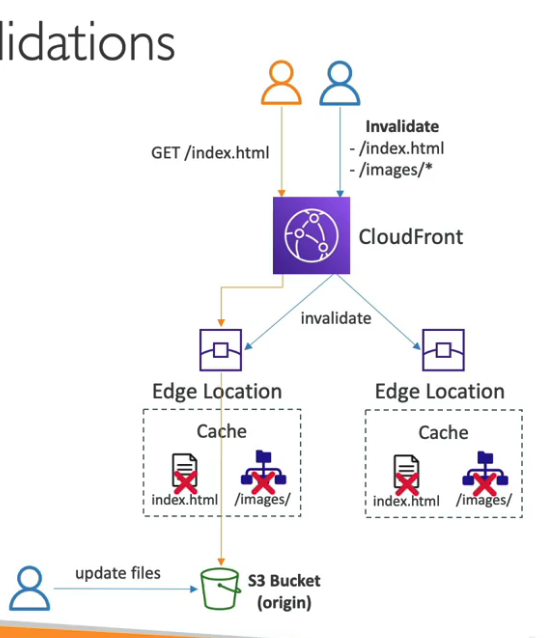 lidations
GET /index.html
Invalidate
- /index.html
- /images/*
CloudFront
invalidate
Edge Location
Edge Location
Cache
Cache
index.html
/images/
index.html
/images/
update files
S3 Bucket
(origin)